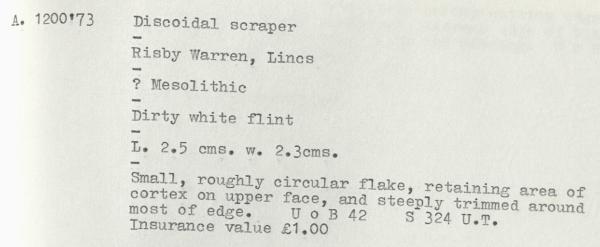 A. 1200'73 Discoidal scraper
Risby Warren, Lincs
? Mesolithic
Dirty white flint
L. 2.5 cms. w. 2.3cms.
Small, roughly circular flake, retaining area of
cortex on upper face, and steeply trimmed around
most of edge. U o B 42 S 324 U.T.
Insurance value £1.00